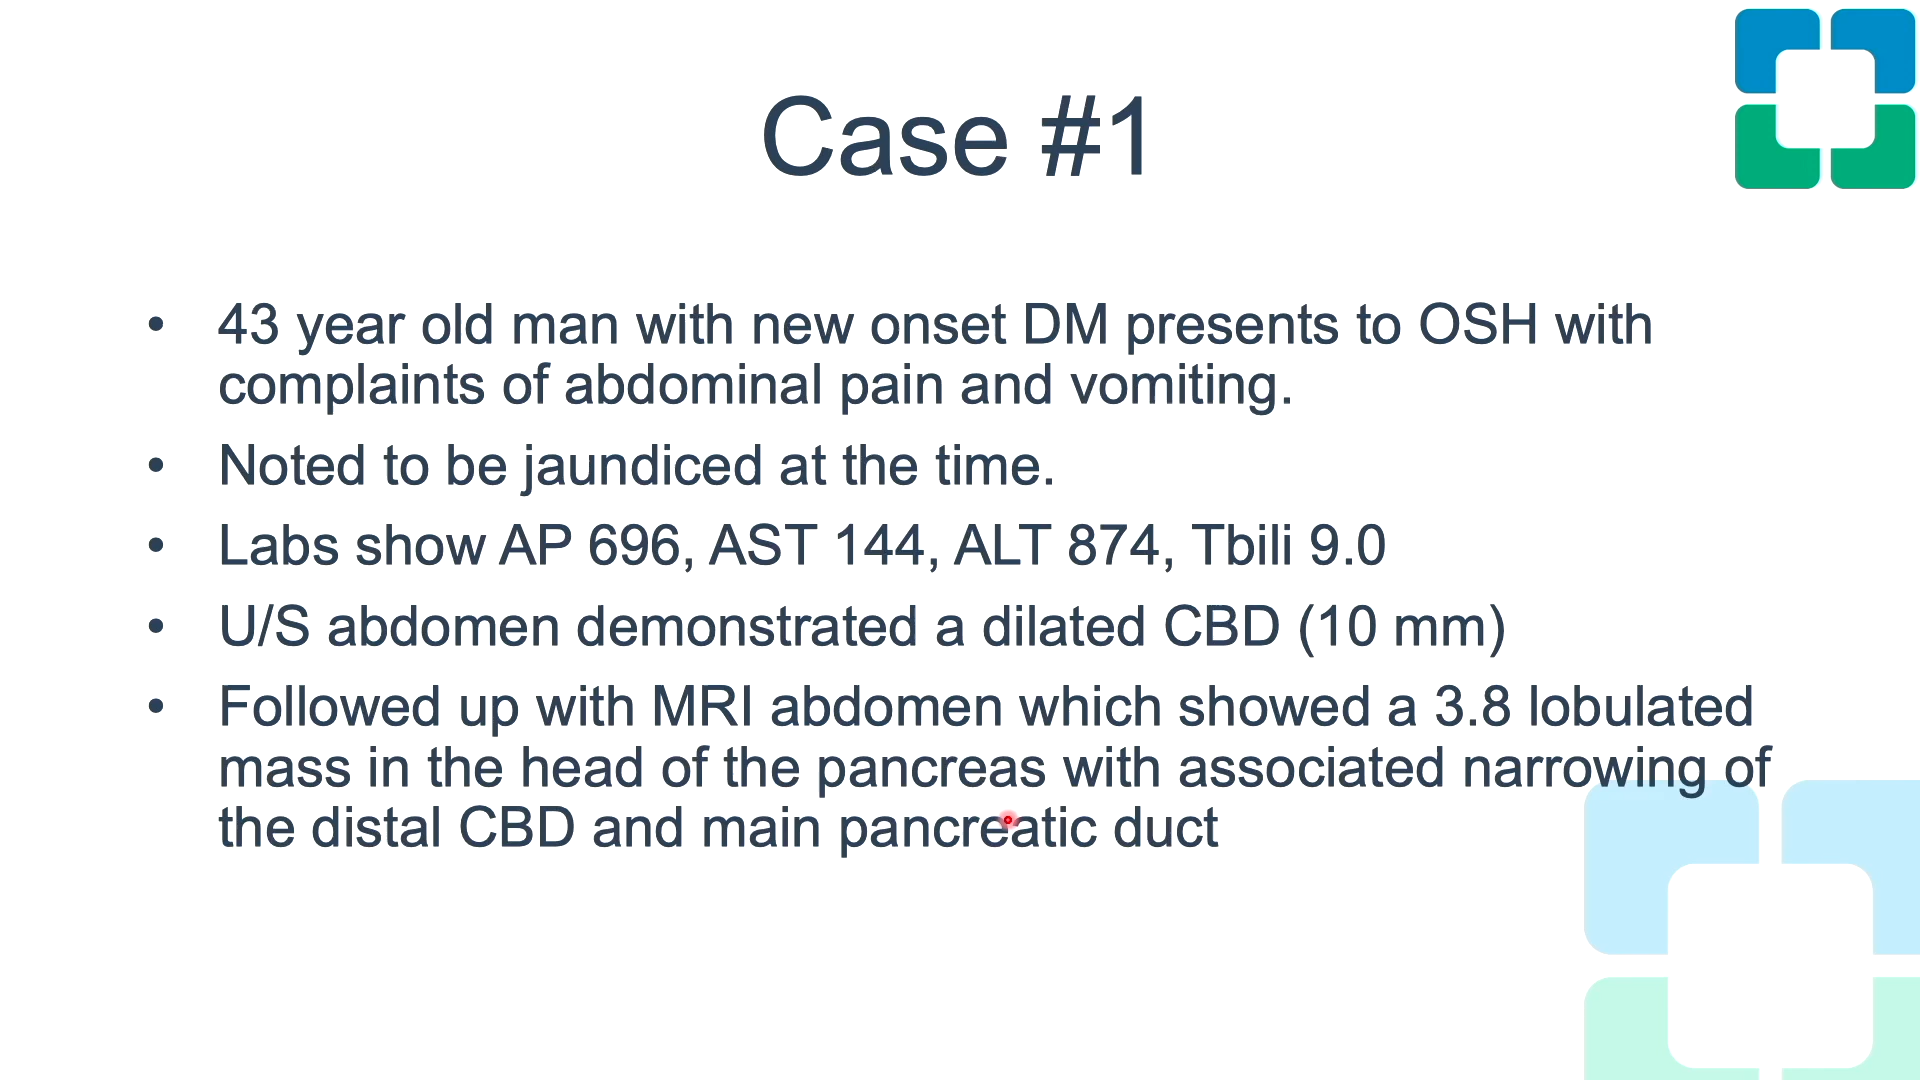 Case #1
• 43 year old man with new onset DM presents to OSH with
complaints of abdominal pain and vomiting.
• Noted to be jaundiced at the time.
• Labs show AP 696, AST 144, ALT 874, Tbili 9.0
• U/S abdomen demonstrated a dilated CBD (10 mm)
• Followed up with MRI abdomen which showed a 3.8 lobulated
mass in the head of the pancreas with associated narrowing of
the distal CBD and main pancreatic duct